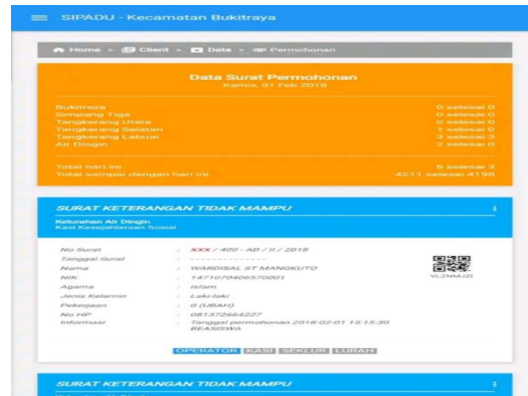 SIPADU - Kecamatan Bukitraya
Home » Client » Data » Permohonan
Data Surat Permohonan
Kamis, 01 Feb 2018
Bukitraya 0 selesai 0
Simpang Tiga 0 selesai 0
Tangkerang Utara 0 selesai 0
Tangkerang Selatan 1 selesai 0
Tangkerang Labuai 3 selesai 3
Air Dingin 2 selesai 0
Total hari ini 6 selesai 3
Total sampai dengan hari ini 4211 selesai 4198
SURAT KETERANGAN TIDAK MAMPU
Kelurahan Air Dingin
Kasi Kesejahteraan Sosial
No Surat : XXX / 400 - AD / II / 2018
Tanggal Surat : --------------
Nama : WARDISAL ST MANGKUTO
NIK : 1471070406570001
Agama : Islam
Jenis Kelamin : Laki-laki
Pekerjaan : 0 (UBAH)
No HP : 081372664227
Informasi : Tanggal permohonan 2018-02-01 15:15:30
BEASISWA
OPERATOR KASI SEKLUR LURAH
SURAT KETERANGAN TIDAK MAMPU